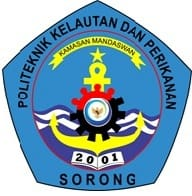 POLITEKNIK KELAUTAN DAN PERIKANAN
KAMASAN MANDASWAN
2001
SORONG